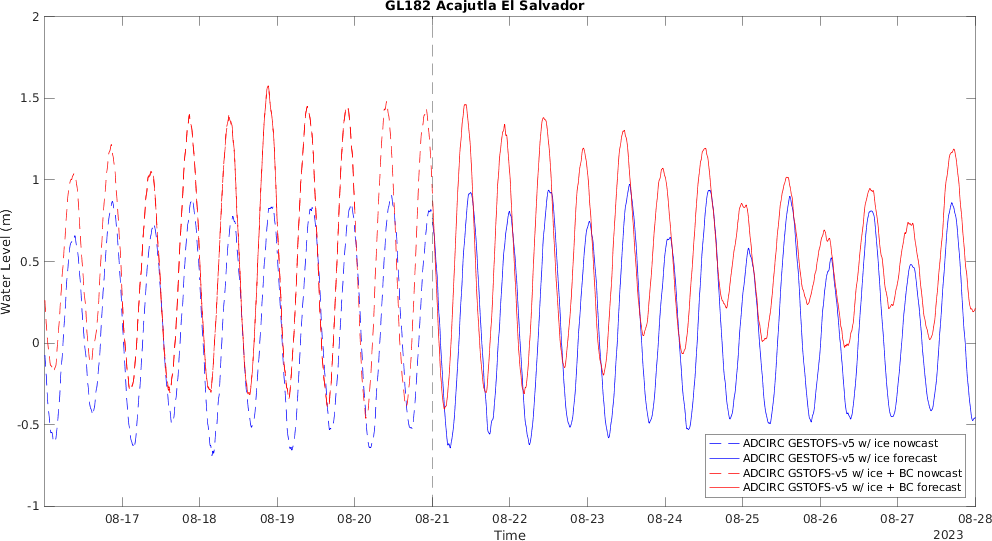 GL182 Acajutla El Salvador
2
1.5
1
0.5
0
-0.5
-1
Water Level (m)
08-17 08-18 08-19 08-20 08-21 08-22 08-23 08-24 08-25 08-26 08-27 08-28
Time
2023
ADCIRC GESTOFS-v5 w/ ice nowcast
ADCIRC GESTOFS-v5 w/ ice forecast
ADCIRC GSTOFS-v5 w/ ice + BC nowcast
ADCIRC GSTOFS-v5 w/ ice + BC forecast